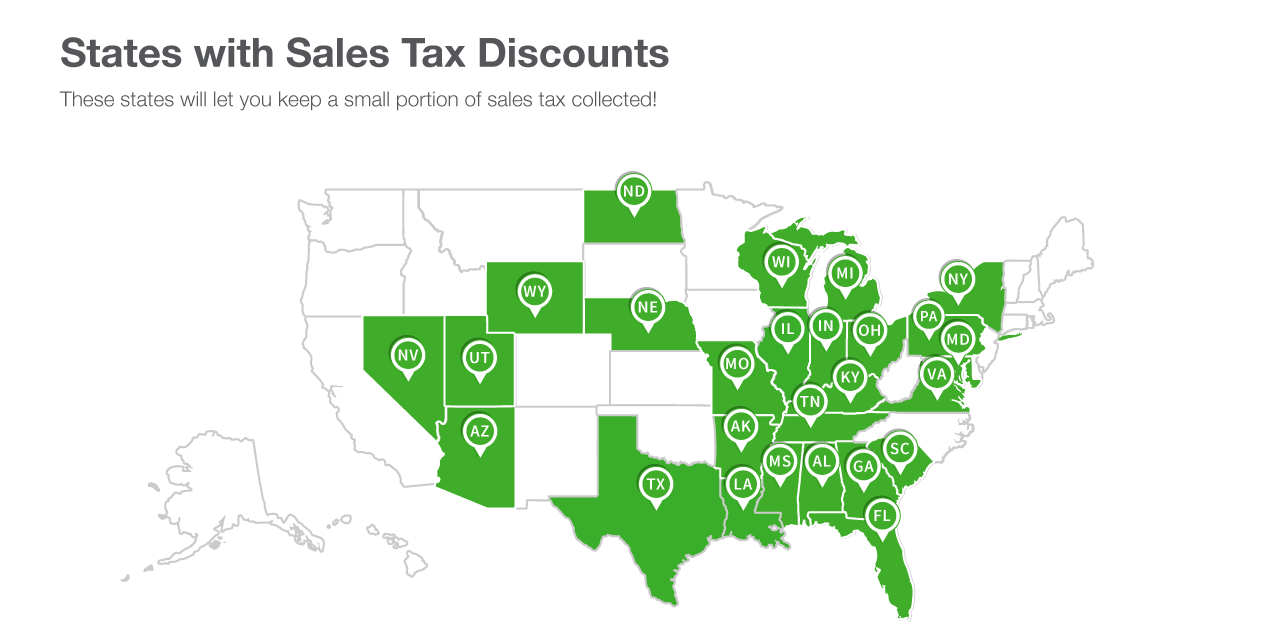 States with Sales Tax Discounts
These states will let you keep a small portion of sales tax collected!
ND
WI
MI
NY
WY
NE
PA
IL
IN
OH
MD
NV
UT
MO
KY
VA
TN
AZ
AK
SC
MS
AL
GA
TX
LA
FL